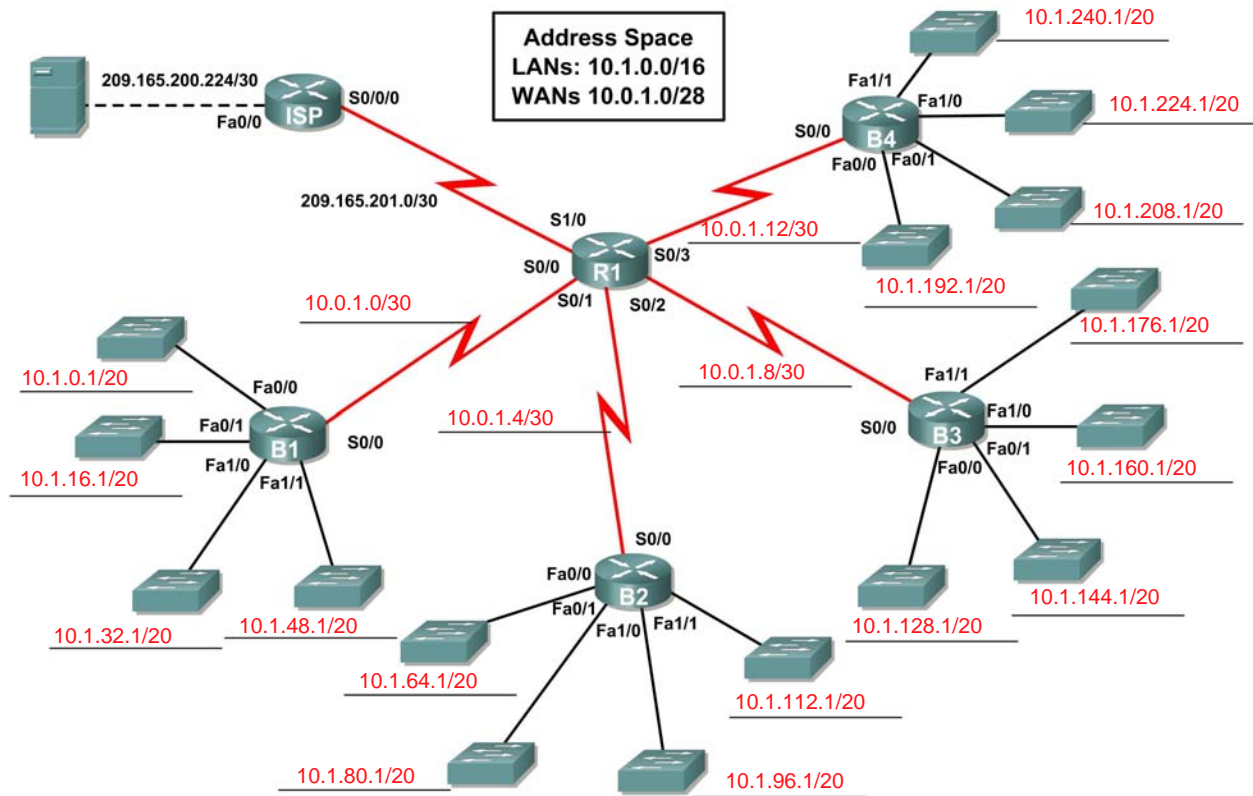 10.1.240.1/20
Address Space
LANs: 10.1.0.0/16
WANs 10.0.1.0/28
209.165.200.224/30
S0/0/0
ISP
Fa0/0
Fa1/1
Fa1/0
10.1.224.1/20
S0/0
B4
Fa0/0
Fa0/1
209.165.201.0/30
10.1.208.1/20
S1/0
10.0.1.12/30
S0/3
S0/0
R1
10.1.192.1/20
S0/1
S0/2
10.0.1.0/30
10.1.176.1/20
10.0.1.8/30
10.1.0.1/20
Fa0/0
Fa1/1
10.0.1.4/30
Fa0/1
Fa1/0
S0/0
B1
S0/0
B3
Fa0/1
10.1.160.1/20
Fa1/0
Fa0/0
10.1.16.1/20
Fa1/1
S0/0
Fa0/0
B2
Fa0/1
10.1.144.1/20
10.1.32.1/20
10.1.48.1/20
Fa1/0
Fa1/1
10.1.128.1/20
10.1.64.1/20
10.1.112.1/20
10.1.80.1/20
10.1.96.1/20